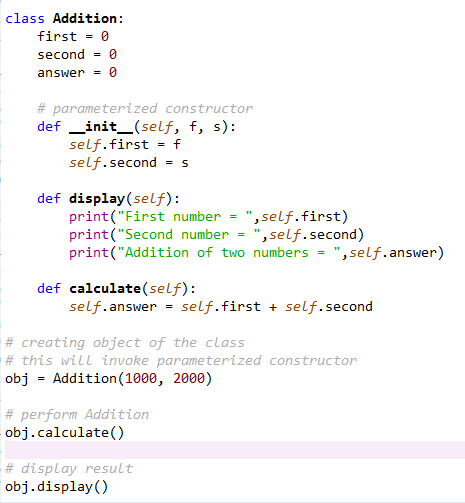 class Addition:
    first = 0
    second = 0
    answer = 0

    # parameterized constructor
    def __init__(self, f, s):
        self.first = f
        self.second = s

    def display(self):
        print("First number = ",self.first)
        print("Second number = ",self.second)
        print("Addition of two numbers = ",self.answer)

    def calculate(self):
        self.answer = self.first + self.second

# creating object of the class
# this will invoke parameterized constructor
obj = Addition(1000, 2000)

# perform Addition
obj.calculate()

# display result
obj.display()